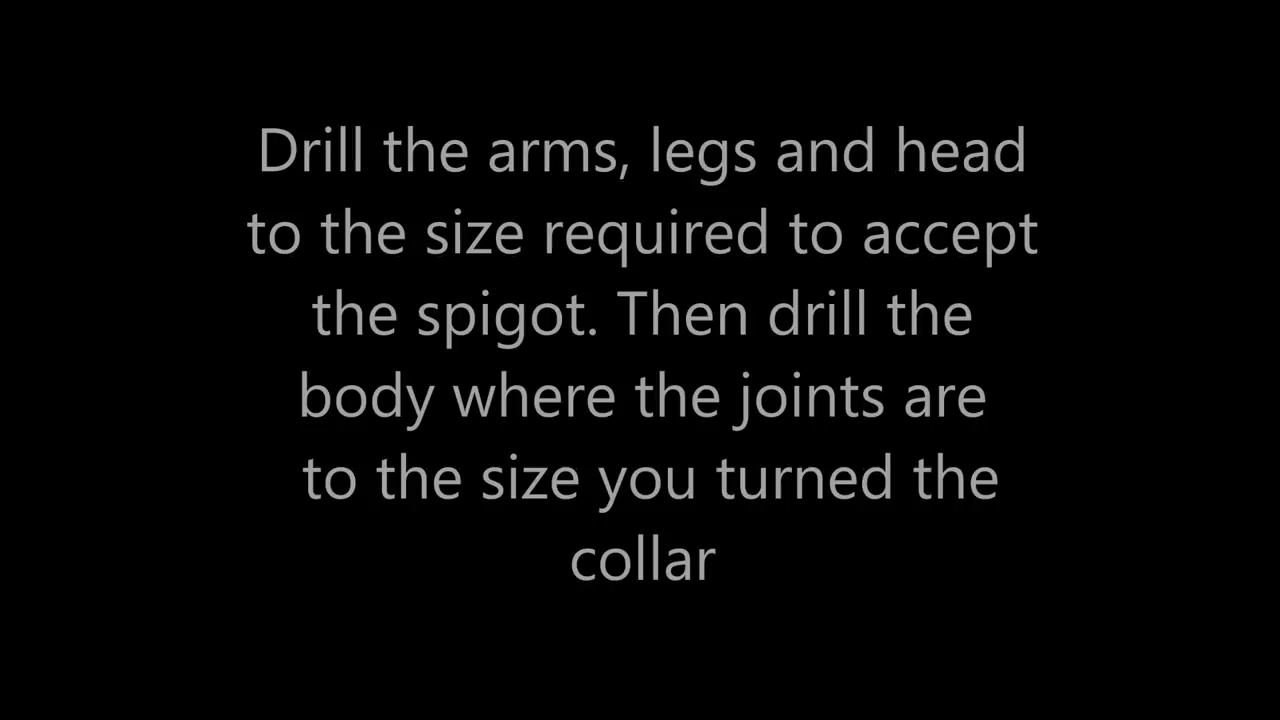 Drill the arms, legs and head
to the size required to accept
the spigot. Then drill the
body where the joints are
to the size you turned the
collar